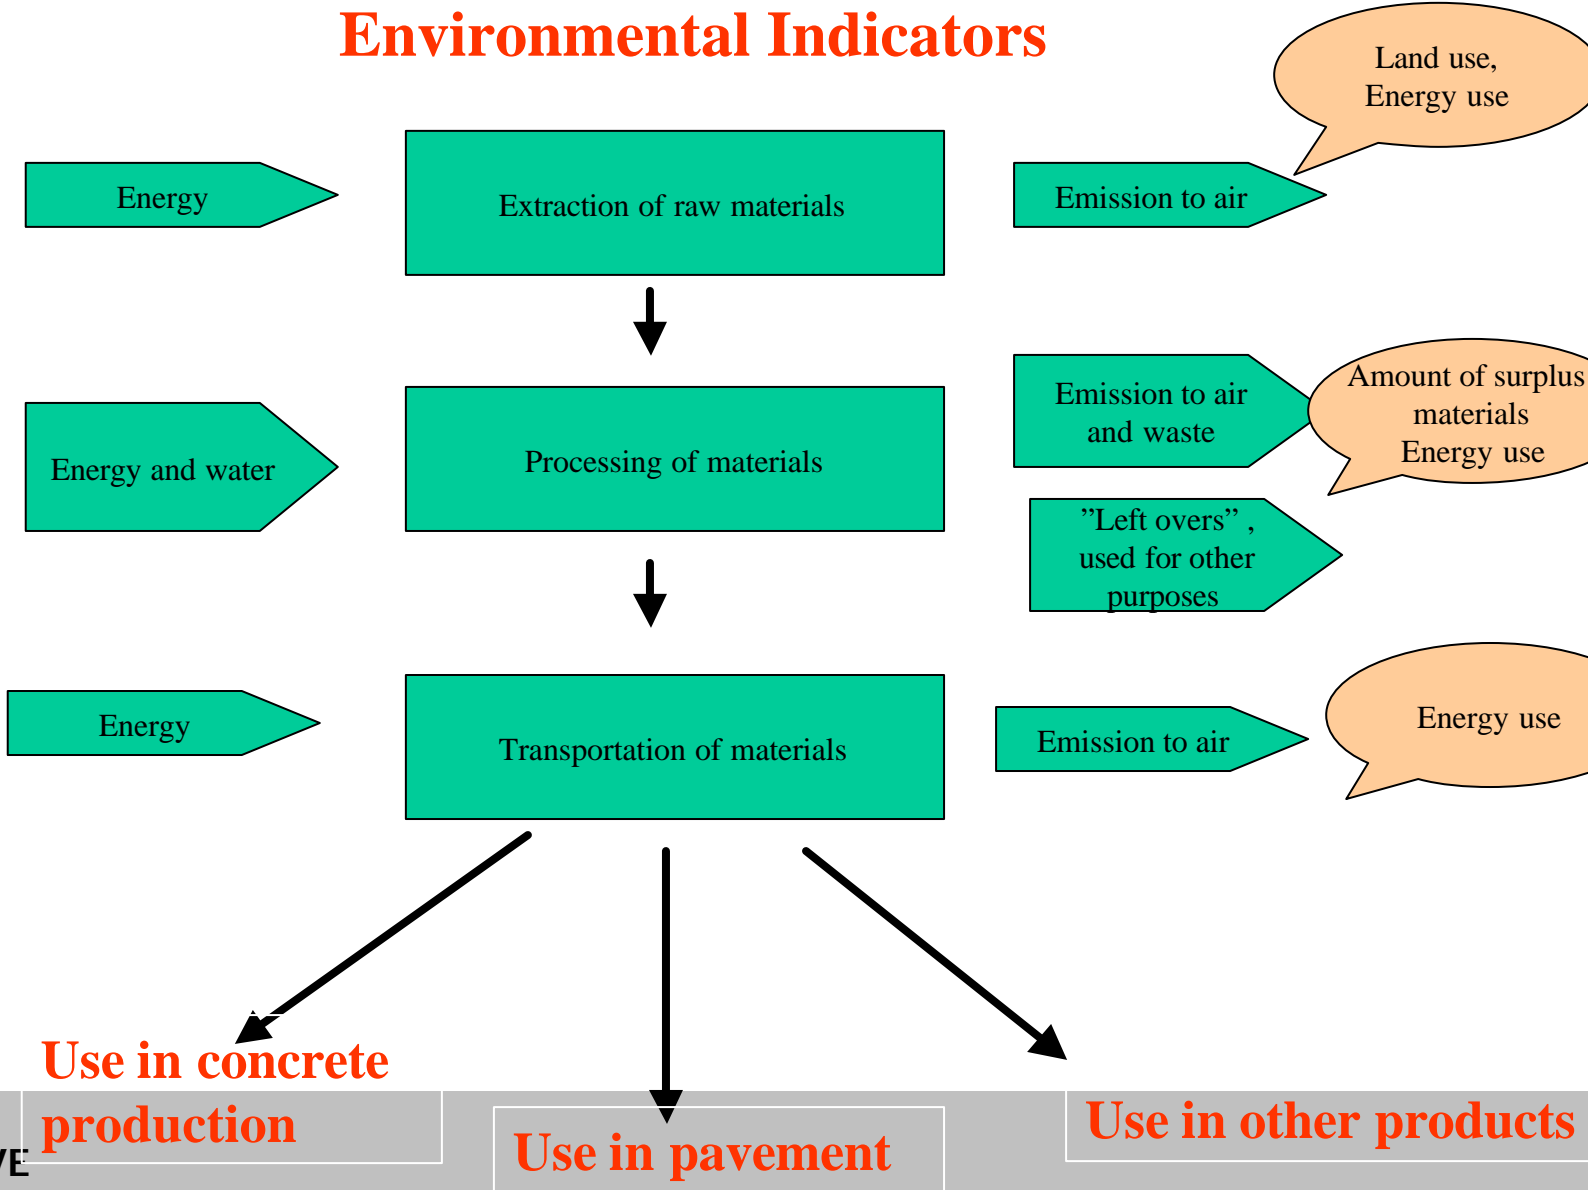 Environmental Indicators
Land use,
Energy use
Energy
Extraction of raw materials
Emission to air
Energy and water
Processing of materials
Emission to air
and waste
Amount of surplus
materials
Energy use
”Left overs” ,
used for other
purposes
Energy
Transportation of materials
Emission to air
Energy use
Use in concrete
production
Use in pavement
Use in other products
VE